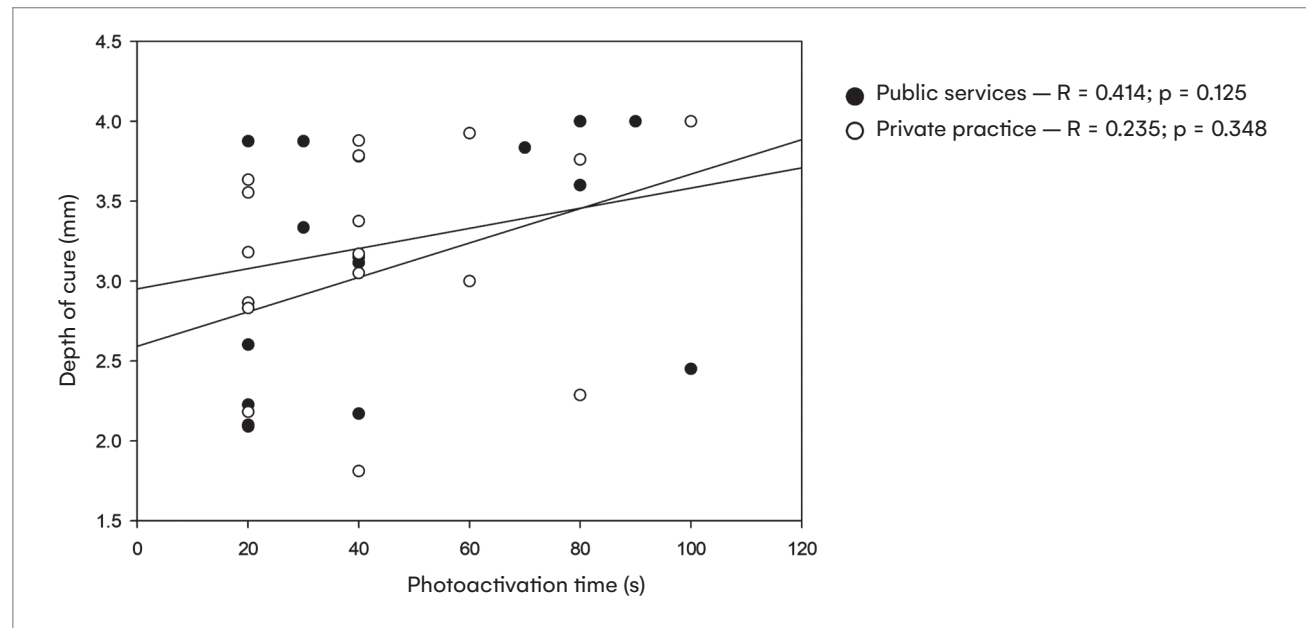 4.5
4.0
3.5
3.0
2.5
2.0
1.5
0 20 40 60 80 100 120
Depth of cure (mm)
Photoactivation time (s)
Public services — R = 0.414; p = 0.125
Private practice — R = 0.235; p = 0.348